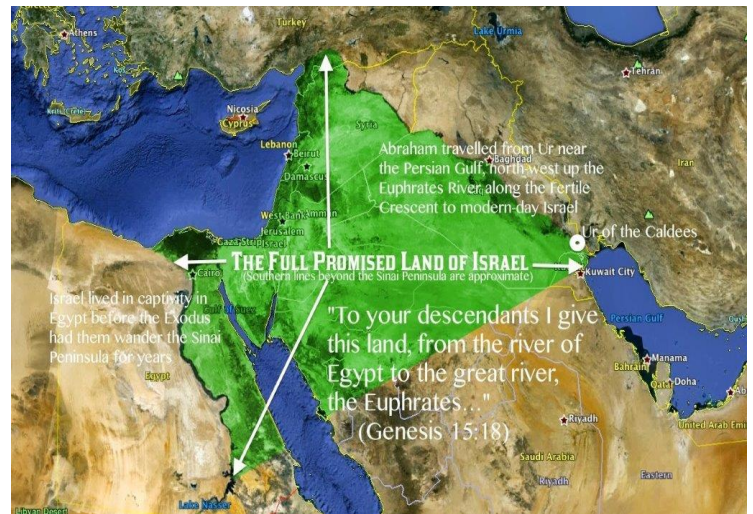 Turkey
Athens
Lake Urmia
Tehran
Nicosia
Cyprus
Syria
Lebanon
Beirut
Damascus
Abraham travelled from Ur near
the Persian Gulf, north-west up the
Euphrates River, along the Fertile
Crescent to modern-day Israel
Baghdad
Iran
West Bank
Amman
Jerusalem
Gaza Strip
Israel
Ur of the Caldees
Cairo
THE FULL PROMISED LAND OF ISRAEL
(Southern lines beyond the Sinai Peninsula are approximate)
Kuwait City
Israel lived in captivity in
Egypt before the Exodus
had them wander the Sinai
Peninsula for years
"To your descendants I give
this land, from the river of
Egypt to the great river,
the Euphrates..."
(Genesis 15:18)
Persian Gulf
Manama
Bahrain
Qatar
Doha
Ab
Egypt
Riyadh
United Arab Emi
Saudi Arabia
Riyadh
Eastern
Lake Nasser
Libyan Desert